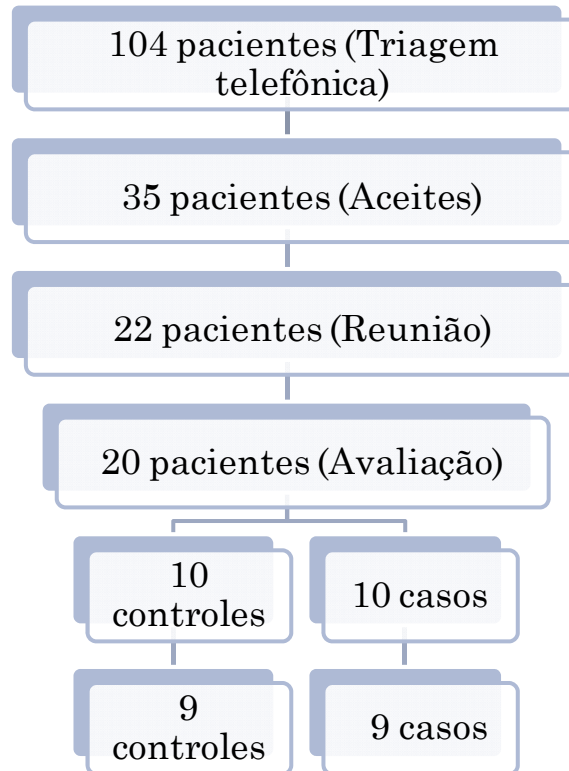 104 pacientes (Triagem
telefônica)
35 pacientes (Aceites)
22 pacientes (Reunião)
20 pacientes (Avaliação)
10
controles
10 casos
9
controles
9 casos